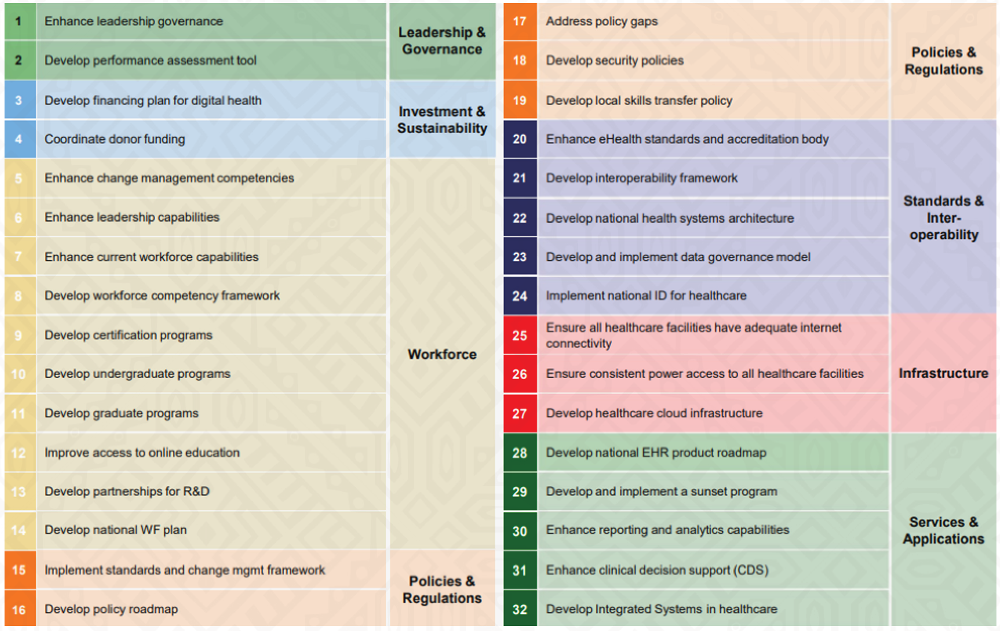 1 Enhance leadership governance
2 Develop performance assessment tool
Leadership &
Governance
3 Develop financing plan for digital health
4 Coordinate donor funding
Investment &
Sustainability
5 Enhance change management competencies
6 Enhance leadership capabilities
7 Enhance current workforce capabilities
8 Develop workforce competency framework
9 Develop certification programs
10 Develop undergraduate programs
11 Develop graduate programs
12 Improve access to online education
13 Develop partnerships for R&D
14 Develop national WF plan
Workforce
15 Implement standards and change mgmt framework
16 Develop policy roadmap
Policies &
Regulations
17 Address policy gaps
18 Develop security policies
19 Develop local skills transfer policy
Policies &
Regulations
20 Enhance eHealth standards and accreditation body
21 Develop interoperability framework
22 Develop national health systems architecture
23 Develop and implement data governance model
24 Implement national ID for healthcare
Standards &
Inter-
operability
25 Ensure all healthcare facilities have adequate internet
connectivity
26 Ensure consistent power access to all healthcare facilities
27 Develop healthcare cloud infrastructure
Infrastructure
28 Develop national EHR product roadmap
29 Develop and implement a sunset program
30 Enhance reporting and analytics capabilities
31 Enhance clinical decision support (CDS)
32 Develop Integrated Systems in healthcare
Services &
Applications